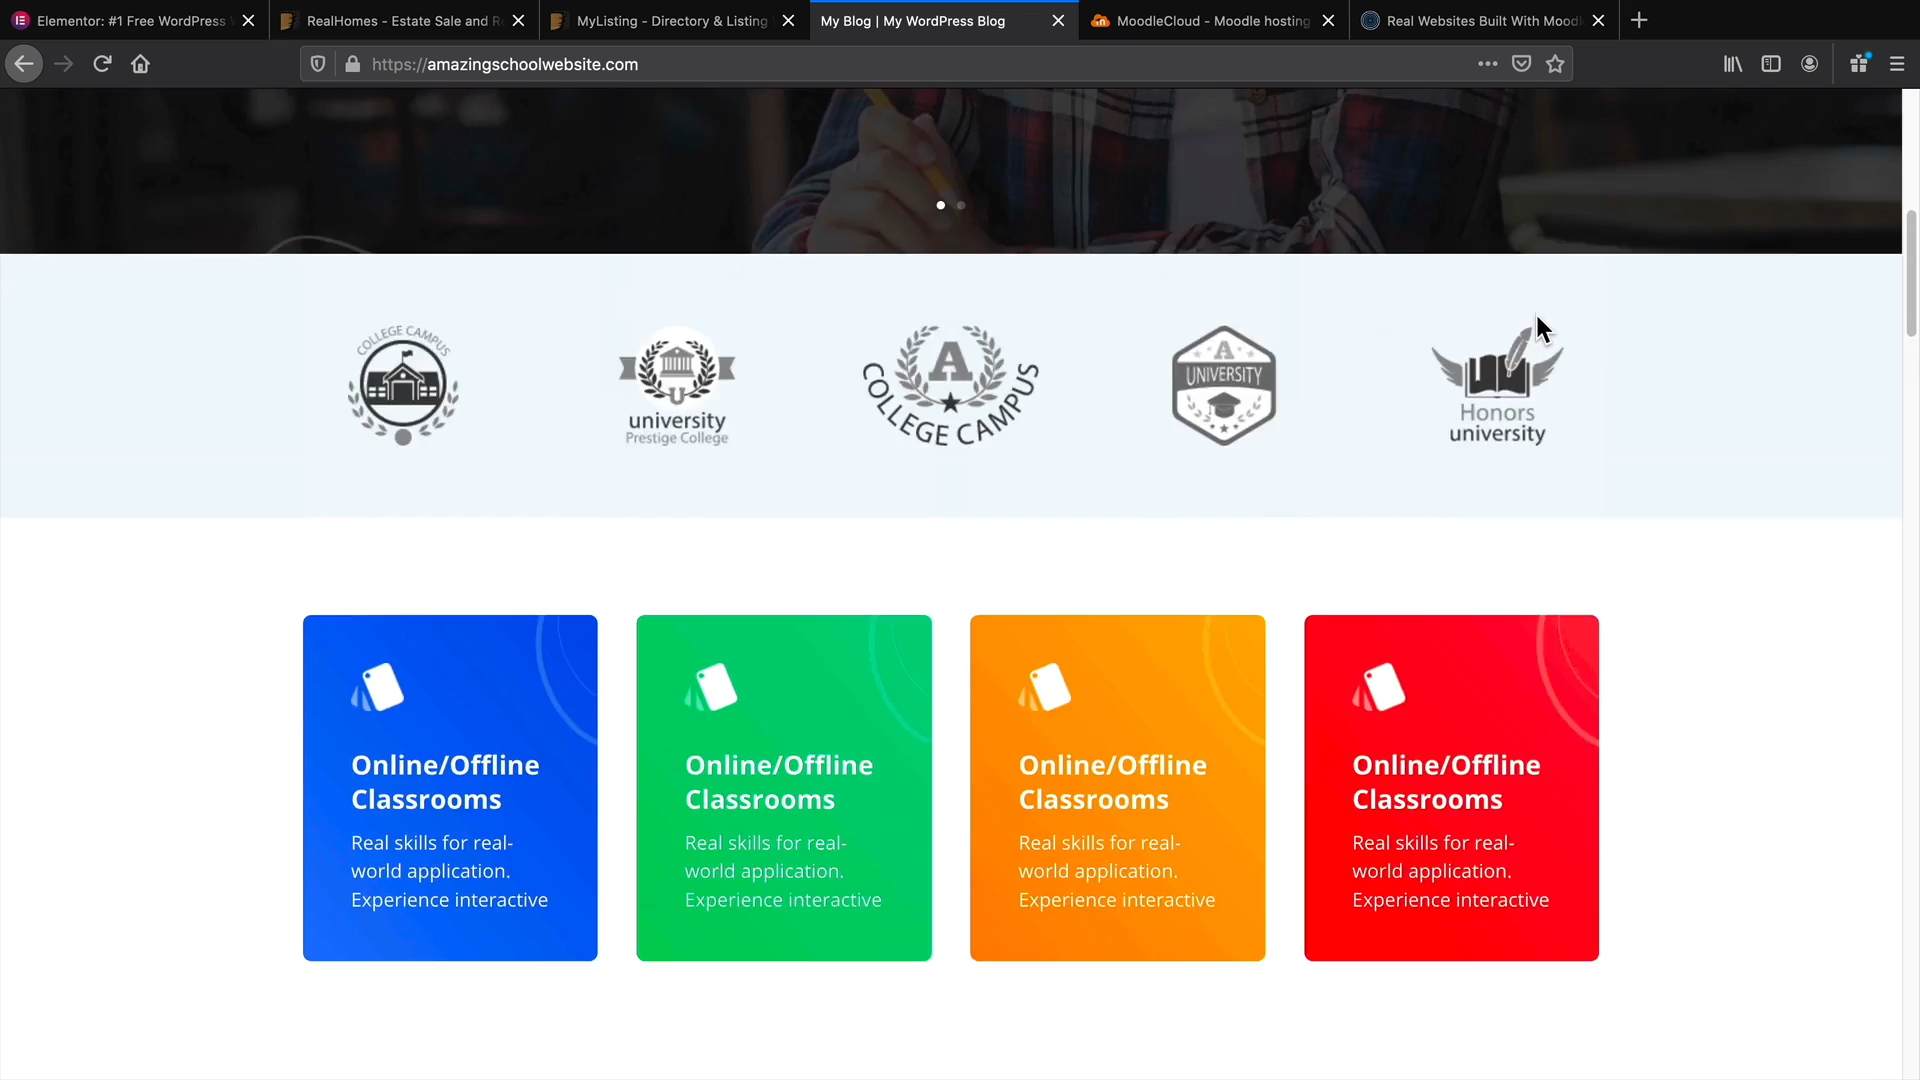 Elementor: #1 Free WordPress
RealHomes - Estate Sale and R
MyListing - Directory & Listing
My Blog | My WordPress Blog
MoodleCloud - Moodle hosting
Real Websites Built With Mood
https://amazingschoolwebsite.com
COLLEGE CAMPUS
U
university
Prestige College
A
COLLEGE CAMPUS
A
UNIVERSITY
Honors
university
Online/Offline
Classrooms
Real skills for real-
world application.
Experience interactive
Online/Offline
Classrooms
Real skills for real-
world application.
Experience interactive
Online/Offline
Classrooms
Real skills for real-
world application.
Experience interactive
Online/Offline
Classrooms
Real skills for real-
world application.
Experience interactive